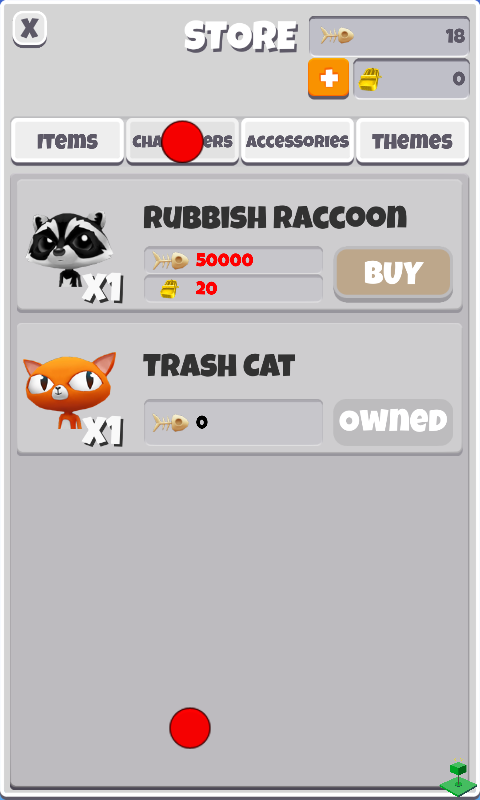 X
STORE
18
0
Items
Accessories
Themes
Rubbish Raccoon
X1
50000
20
BUY
Trash Cat
X1
0
Owned